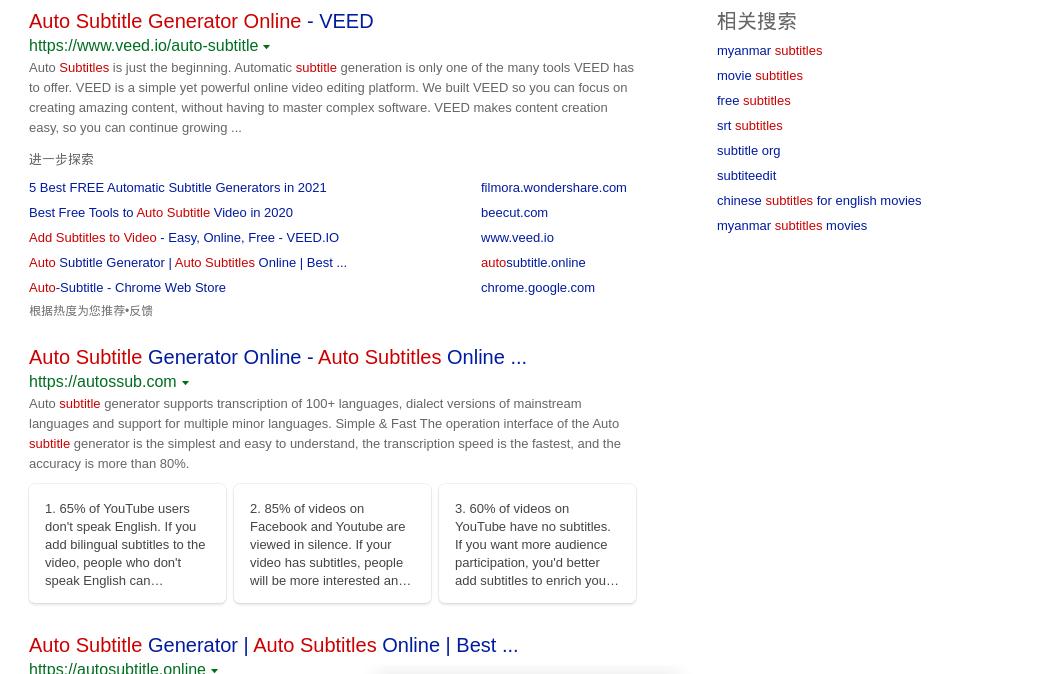 Auto Subtitle Generator Online - VEED
https://www.veed.io/auto-subtitle
Auto Subtitles is just the beginning. Automatic subtitle generation is only one of the many tools VEED has
to offer. VEED is a simple yet powerful online video editing platform. We built VEED so you can focus on
creating amazing content, without having to master complex software. VEED makes content creation
easy, so you can continue growing ...
进一步探索
5 Best FREE Automatic Subtitle Generators in 2021 filmora.wondershare.com
Best Free Tools to Auto Subtitle Video in 2020 beecut.com
Add Subtitles to Video - Easy, Online, Free - VEED.IO www.veed.io
Auto Subtitle Generator | Auto Subtitles Online | Best ... autosubtitle.online
Auto-Subtitle - Chrome Web Store chrome.google.com
根据热度为您推荐•反馈
Auto Subtitle Generator Online - Auto Subtitles Online ...
https://autossub.com
Auto subtitle generator supports transcription of 100+ languages, dialect versions of mainstream
languages and support for multiple minor languages. Simple & Fast The operation interface of the Auto
subtitle generator is the simplest and easy to understand, the transcription speed is the fastest, and the
accuracy is more than 80%.
1. 65% of YouTube users
don't speak English. If you
add bilingual subtitles to the
video, people who don't
speak English can…
2. 85% of videos on
Facebook and Youtube are
viewed in silence. If your
video has subtitles, people
will be more interested an…
3. 60% of videos on
YouTube have no subtitles.
If you want more audience
participation, you'd better
add subtitles to enrich you…
Auto Subtitle Generator | Auto Subtitles Online | Best ...
https://autosubtitle.online
相关搜索
myanmar subtitles
movie subtitles
free subtitles
srt subtitles
subtitle org
subtiteedit
chinese subtitles for english movies
myanmar subtitles movies